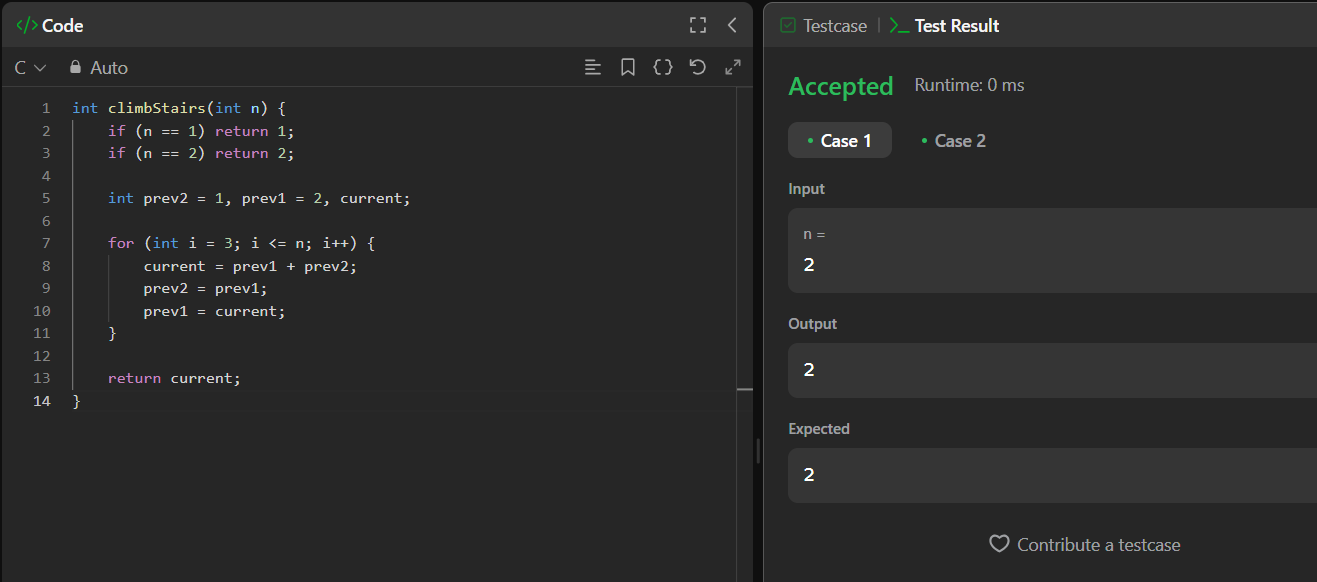 </> Code
C Auto
1 int climbStairs(int n) {
2     if (n == 1) return 1;
3     if (n == 2) return 2;
4
5     int prev2 = 1, prev1 = 2, current;
6
7     for (int i = 3; i <= n; i++) {
8         current = prev1 + prev2;
9         prev2 = prev1;
10         prev1 = current;
11     }
12
13     return current;
14 }
Testcase | >_ Test Result
Accepted Runtime: 0 ms
• Case 1 • Case 2
Input
n =
2
Output
2
Expected
2
Contribute a testcase